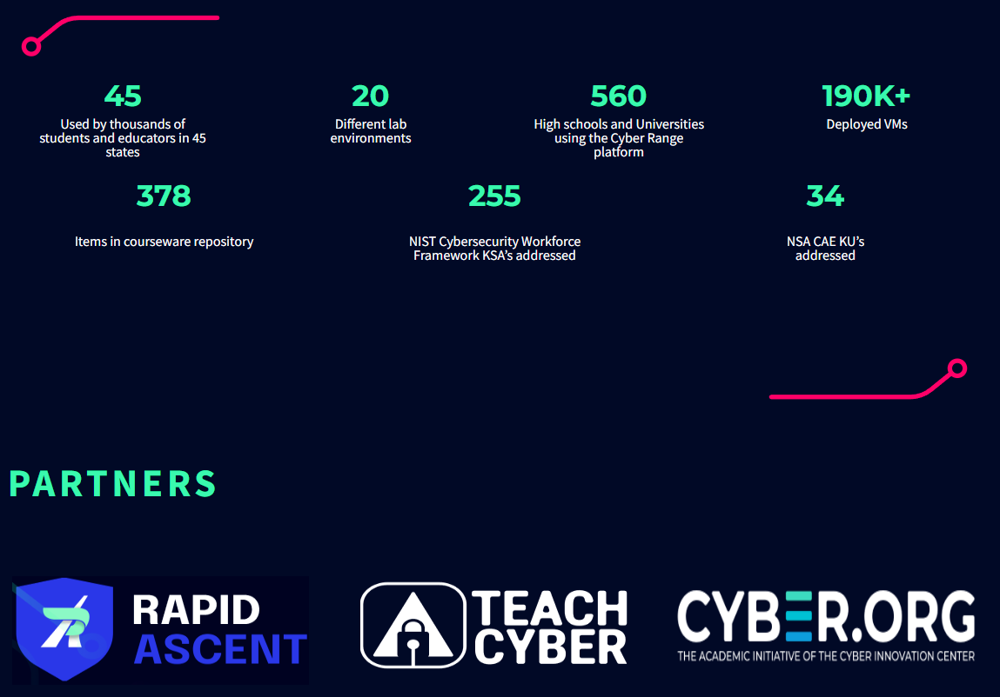 45
Used by thousands of
students and educators in 45
states
20
Different lab
environments
560
High schools and Universities
using the Cyber Range
platform
190K+
Deployed VMs
378
Items in courseware repository
255
NIST Cybersecurity Workforce
Framework KSA’s addressed
34
NSA CAE KU’s
addressed
PARTNERS
RAPID
ASCENT
TEACH
CYBER
CYBER.ORG
THE ACADEMIC INITIATIVE OF THE CYBER INNOVATION CENTER